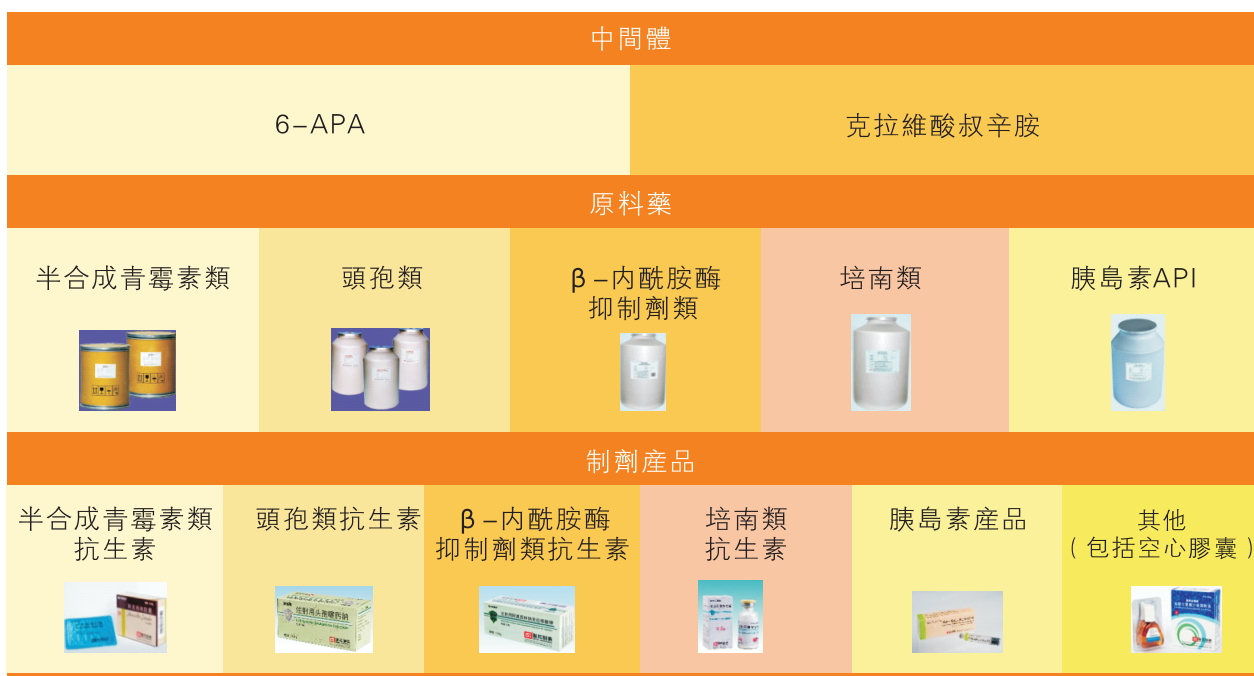 中間體
6–APA
克拉維酸叔辛胺
原料藥
半合成青霉素類
頭孢類
β–内酰胺酶
抑制劑類
培南類
胰島素API
制劑産品
半合成青霉素類
抗生素
頭孢類抗生素
β–内酰胺酶
抑制劑類抗生素
培南類
抗生素
胰島素産品
其他
(包括空心膠囊)